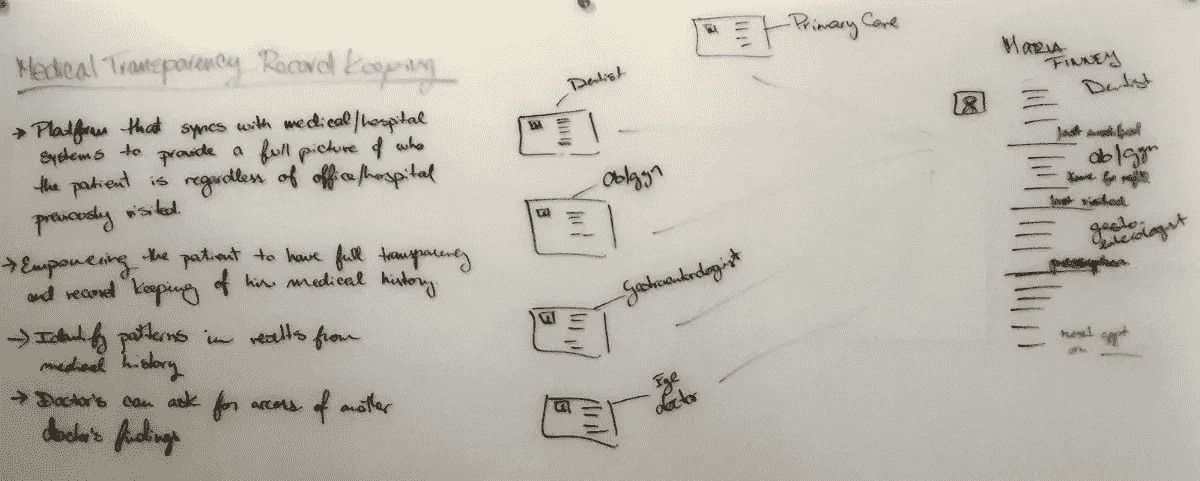 Medical Transparency Record Keeping
→ Platform that syncs with medical/hospital
systems to provide a full picture of who
the patient is regardless of office/hospital
previously visited.
→ Empowering the patient to have full transparency
and record keeping of his medical history
→ Identify patterns in results from
medical history
→ Doctor's can ask for access of another
doctor's findings
Primary Care
Dentist
Ob/gyn
Gastroenterologist
Eye
doctor
MARIA
FINNEY
Dentist
last modified
Ob/gyn
time for refill
last visited
gastro-
enterologist
next appt
on